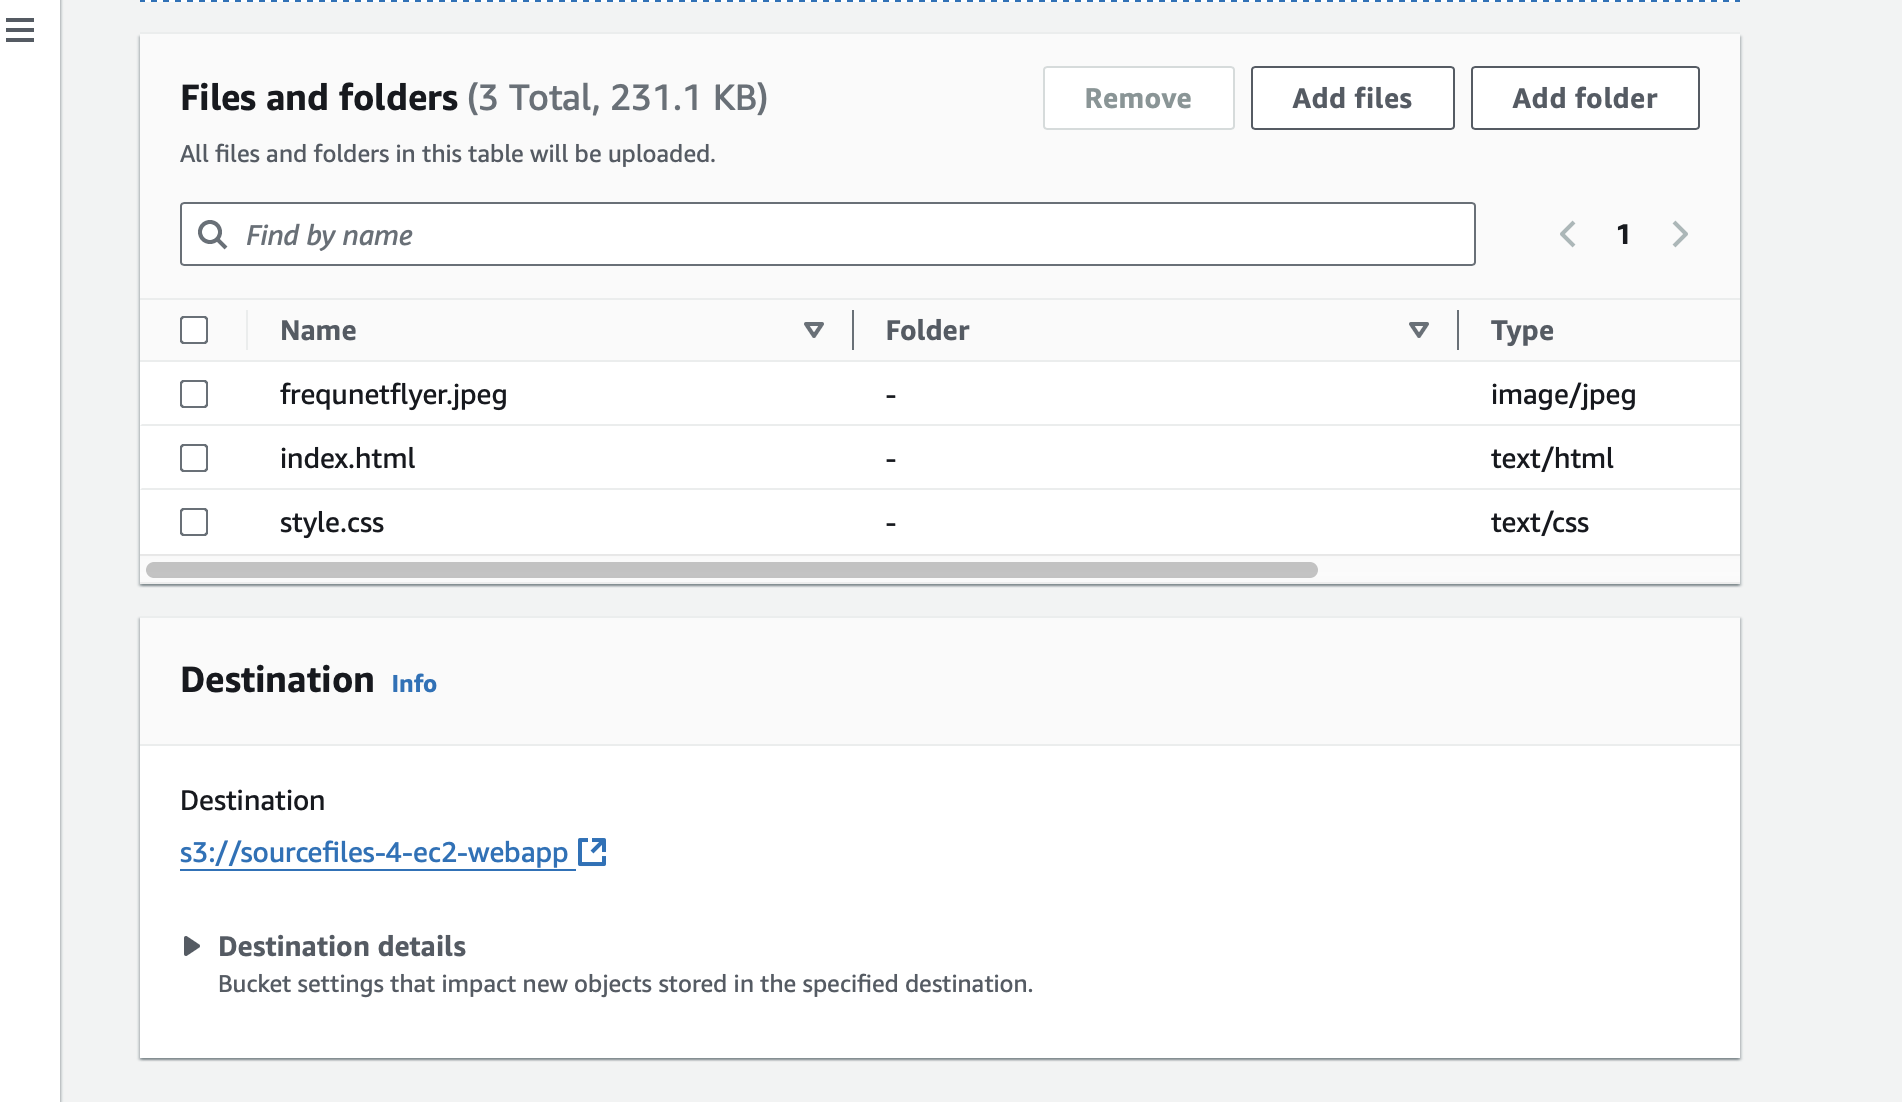 Files and folders (3 Total, 231.1 KB)
Remove
Add files
Add folder
All files and folders in this table will be uploaded.
Find by name
1
Name Folder Type
frequnetflyer.jpeg - image/jpeg
index.html - text/html
style.css - text/css
Destination Info
Destination
s3://sourcefiles-4-ec2-webapp
Destination details
Bucket settings that impact new objects stored in the specified destination.